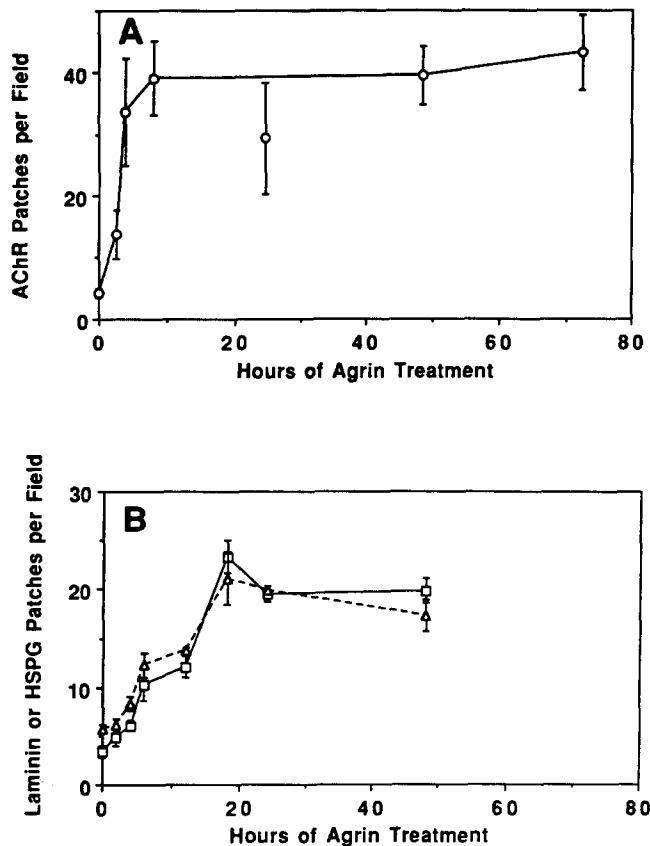 A
AChR Patches per Field
40
20
0
0 20 40 60 80
Hours of Agrin Treatment
B
Laminin or HSPG Patches per Field
30
20
10
0
0 20 40 60 80
Hours of Agrin Treatment